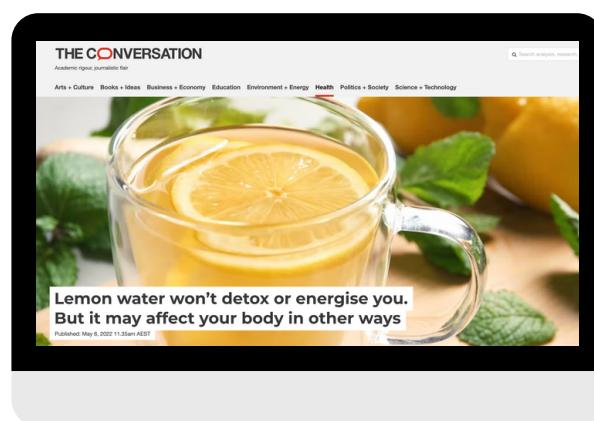 THE CONVERSATION
Academic rigour, journalistic flair
Search analysis, research,
Arts + Culture Books + Ideas Business + Economy Education Environment + Energy Health Politics + Society Science + Technology
Lemon water won't detox or energise you.
But it may affect your body in other ways
Published: May 6, 2022 11.35am AEST